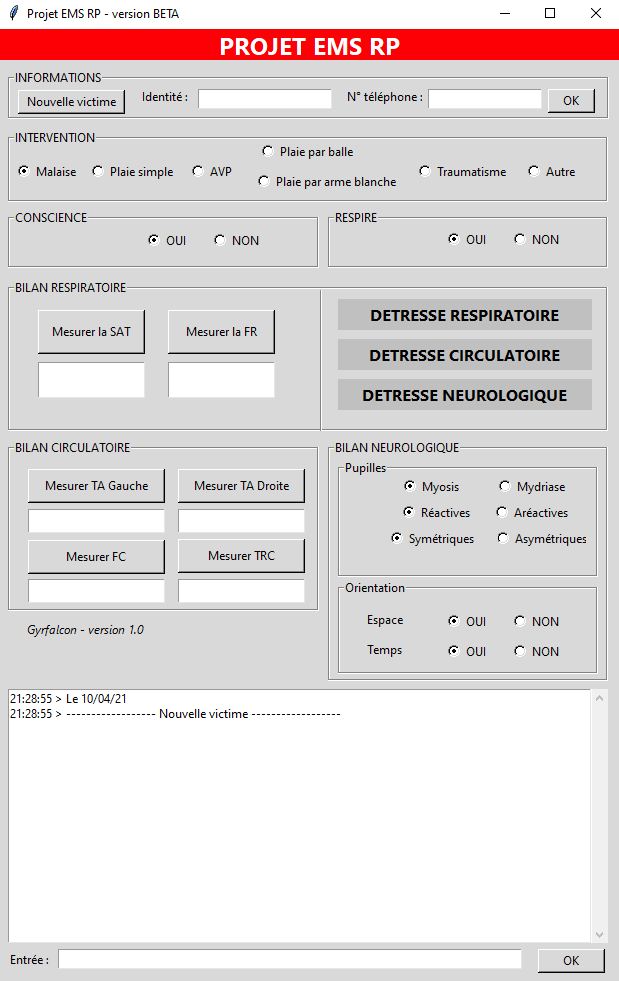 Projet EMS RP - version BETA
PROJET EMS RP
INFORMATIONS
Nouvelle victime Identité : N° téléphone : OK
INTERVENTION
Plaie par balle
Malaise Plaie simple AVP Traumatisme Autre
Plaie par arme blanche
CONSCIENCE
OUI NON
RESPIRE
OUI NON
BILAN RESPIRATOIRE
Mesurer la SAT Mesurer la FR
DETRESSE RESPIRATOIRE
DETRESSE CIRCULATOIRE
DETRESSE NEUROLOGIQUE
BILAN CIRCULATOIRE
Mesurer TA Gauche Mesurer TA Droite
Mesurer FC Mesurer TRC
Gyrfalcon - version 1.0
BILAN NEUROLOGIQUE
Pupilles
Myosis Mydriase
Réactives Aréactives
Symétriques Asymétriques
Orientation
Espace OUI NON
Temps OUI NON
21:28:55 > Le 10/04/21
21:28:55 > ------------------ Nouvelle victime ------------------
Entrée : OK